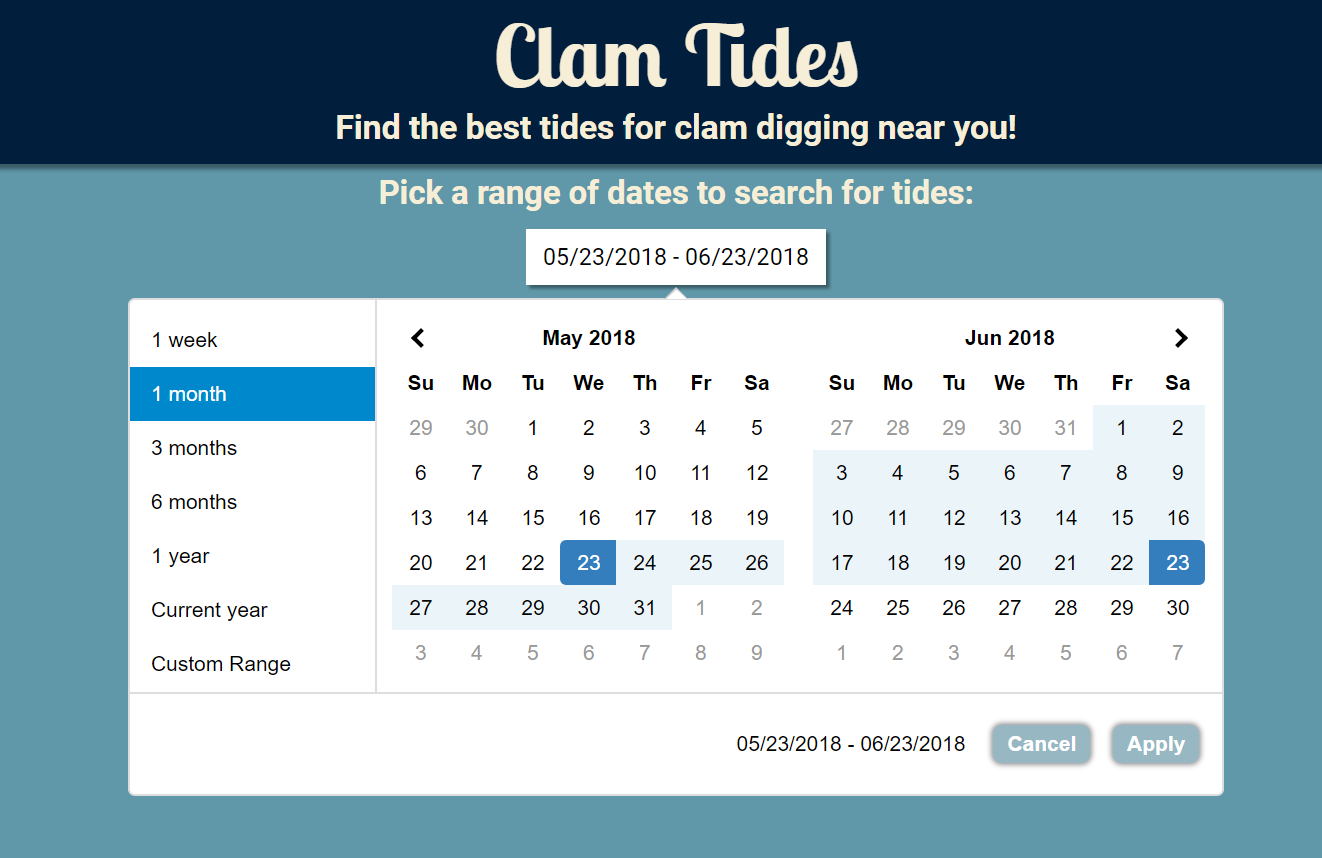 Clam Tides
Find the best tides for clam digging near you!
Pick a range of dates to search for tides:
05/23/2018 - 06/23/2018
1 week
1 month
3 months
6 months
1 year
Current year
Custom Range
May 2018
Su Mo Tu We Th Fr Sa
29 30 1 2 3 4 5
6 7 8 9 10 11 12
13 14 15 16 17 18 19
20 21 22 23 24 25 26
27 28 29 30 31 1 2
3 4 5 6 7 8 9
Jun 2018
Su Mo Tu We Th Fr Sa
27 28 29 30 31 1 2
3 4 5 6 7 8 9
10 11 12 13 14 15 16
17 18 19 20 21 22 23
24 25 26 27 28 29 30
1 2 3 4 5 6 7
05/23/2018 - 06/23/2018 Cancel Apply